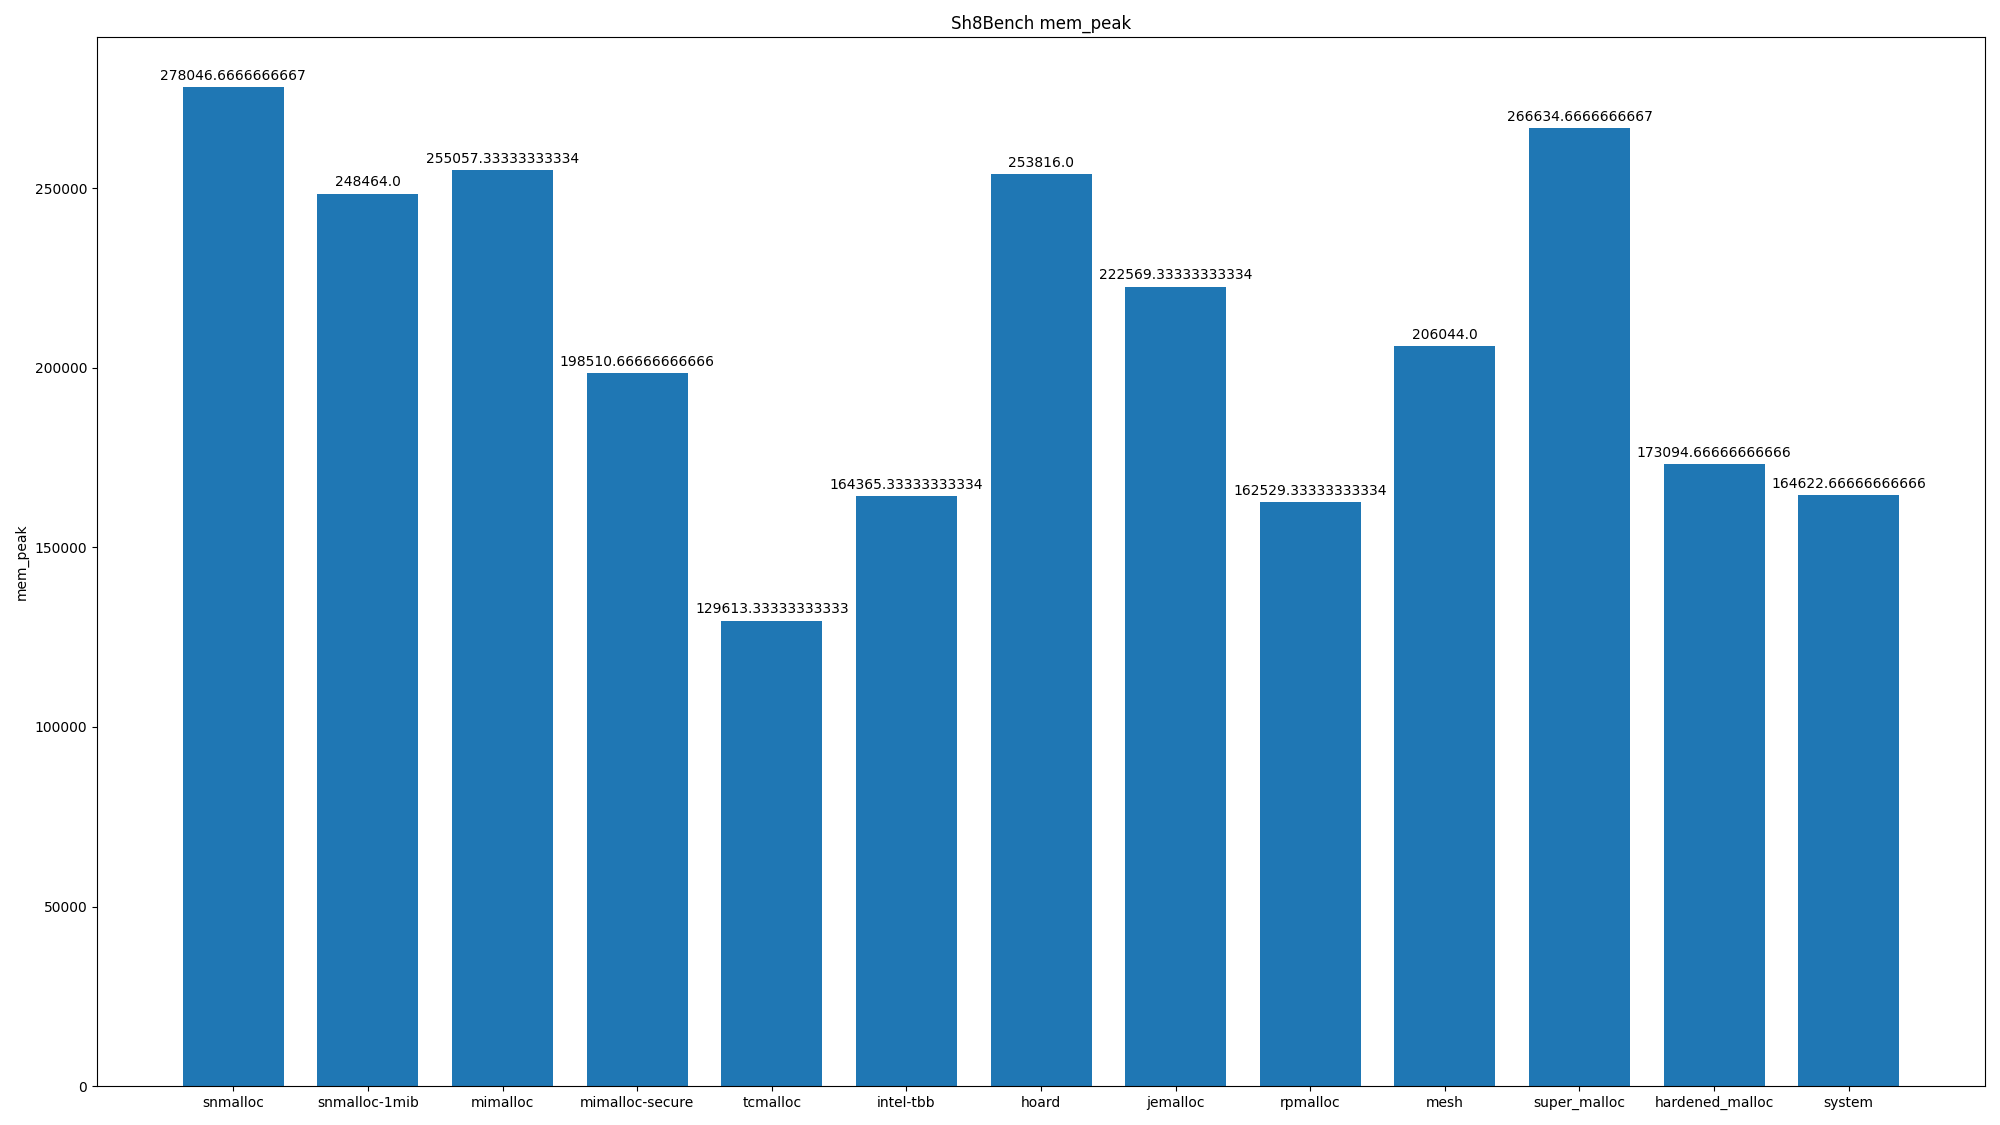 Sh8Bench mem_peak
278046.6666666667
248464.0
255057.33333333334
198510.66666666666
129613.33333333333
164365.33333333334
253816.0
222569.33333333334
162529.33333333334
206044.0
266634.6666666667
173094.66666666666
164622.66666666666
mem_peak
250000
200000
150000
100000
50000
0
snmalloc
snmalloc-1mib
mimalloc
mimalloc-secure
tcmalloc
intel-tbb
hoard
jemalloc
rpmalloc
mesh
super_malloc
hardened_malloc
system